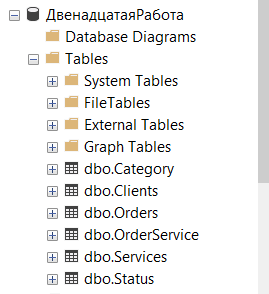 ДвенадцатаяРабота
Database Diagrams
Tables
System Tables
FileTables
External Tables
Graph Tables
dbo.Category
dbo.Clients
dbo.Orders
dbo.OrderService
dbo.Services
dbo.Status